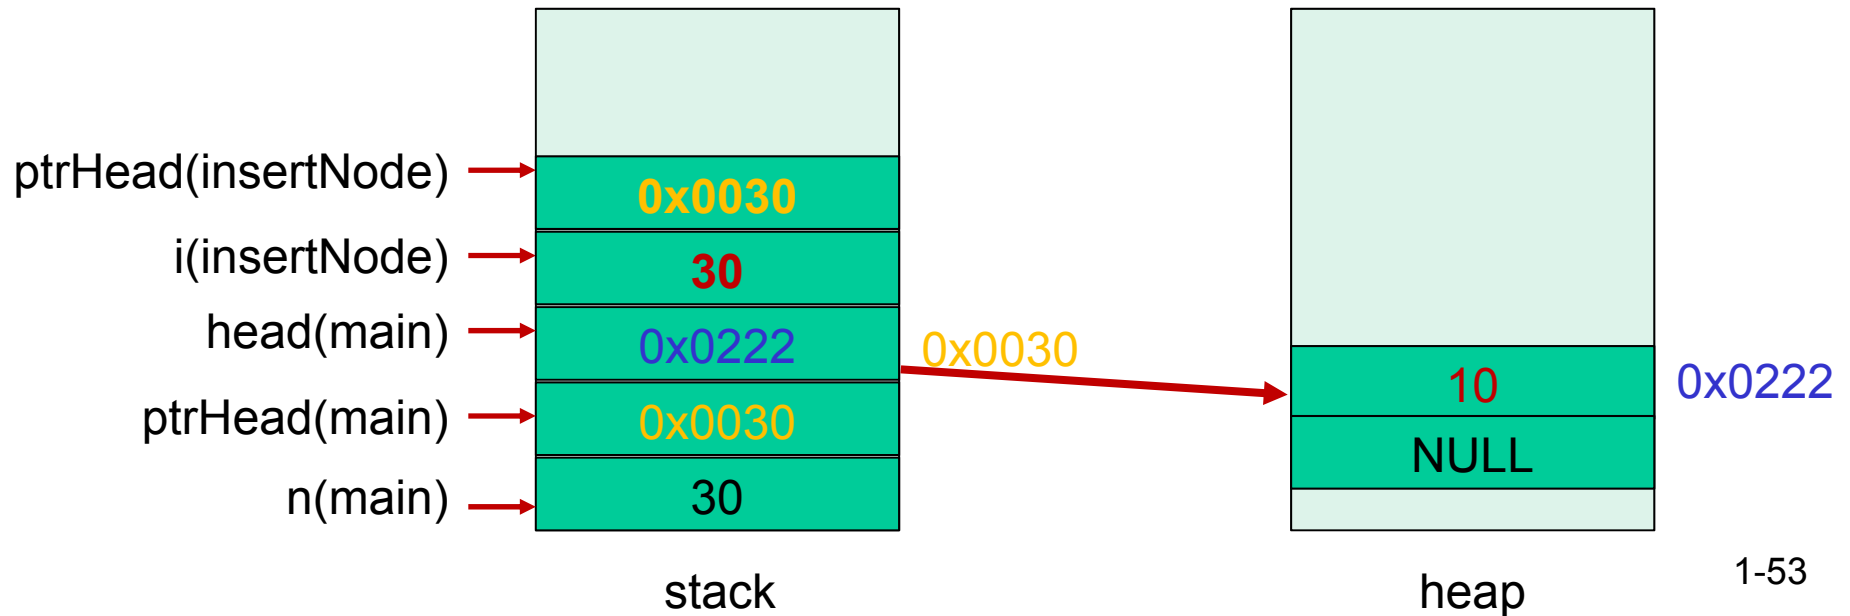 ptrHead(insertNode)
0x0030
i(insertNode)
30
head(main)
0x0222
0x0030
10
0x0222
ptrHead(main)
0x0030
NULL
n(main)
30
stack
heap
1-53